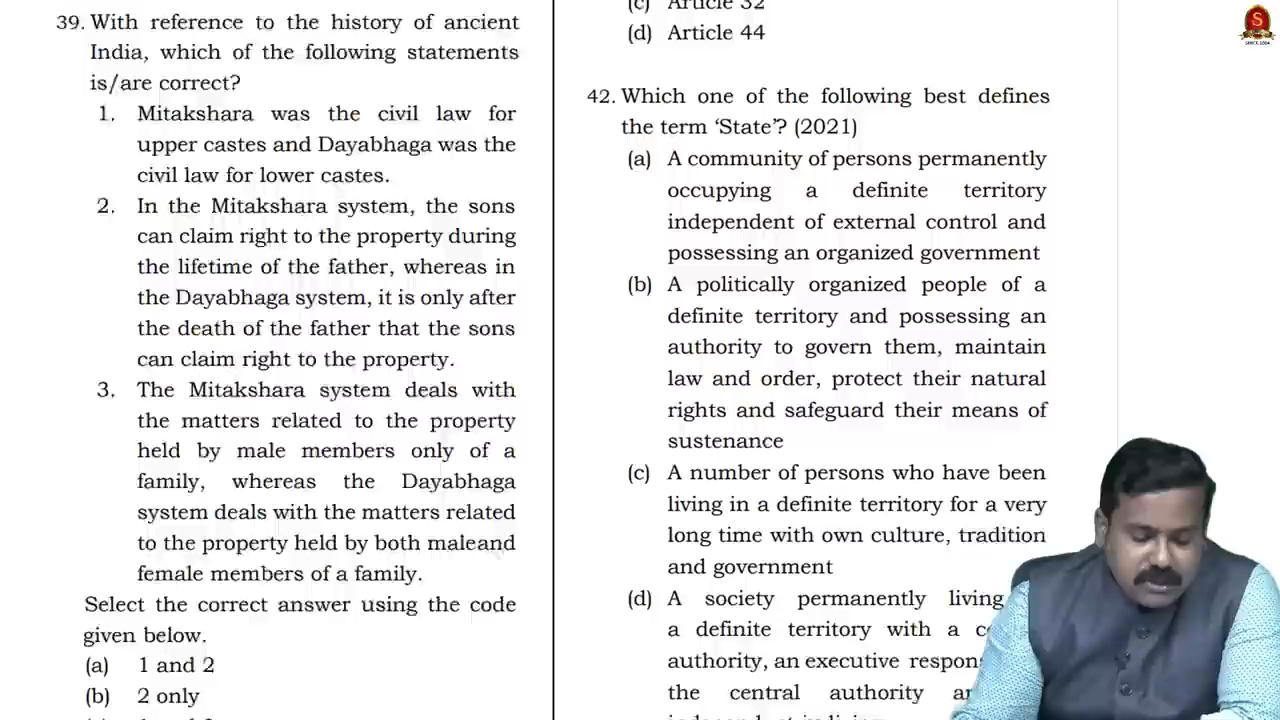 39. With reference to the history of ancient
India, which of the following statements
is/are correct?
1. Mitakshara was the civil law for
upper castes and Dayabhaga was the
civil law for lower castes.
2. In the Mitakshara system, the sons
can claim right to the property during
the lifetime of the father, whereas in
the Dayabhaga system, it is only after
the death of the father that the sons
can claim right to the property.
3. The Mitakshara system deals with
the matters related to the property
held by male members only of a
family, whereas the Dayabhaga
system deals with the matters related
to the property held by both maleand
female members of a family.
Select the correct answer using the code
given below.
(a) 1 and 2
(b) 2 only
(c) Article 32
(d) Article 44
42. Which one of the following best defines
the term ‘State’? (2021)
(a) A community of persons permanently
occupying a definite territory
independent of external control and
possessing an organized government
(b) A politically organized people of a
definite territory and possessing an
authority to govern them, maintain
law and order, protect their natural
rights and safeguard their means of
sustenance
(c) A number of persons who have been
living in a definite territory for a very
long time with own culture, tradition
and government
(d) A society permanently living
a definite territory with a
authority, an executive
the central authority
S
SINCE 2004